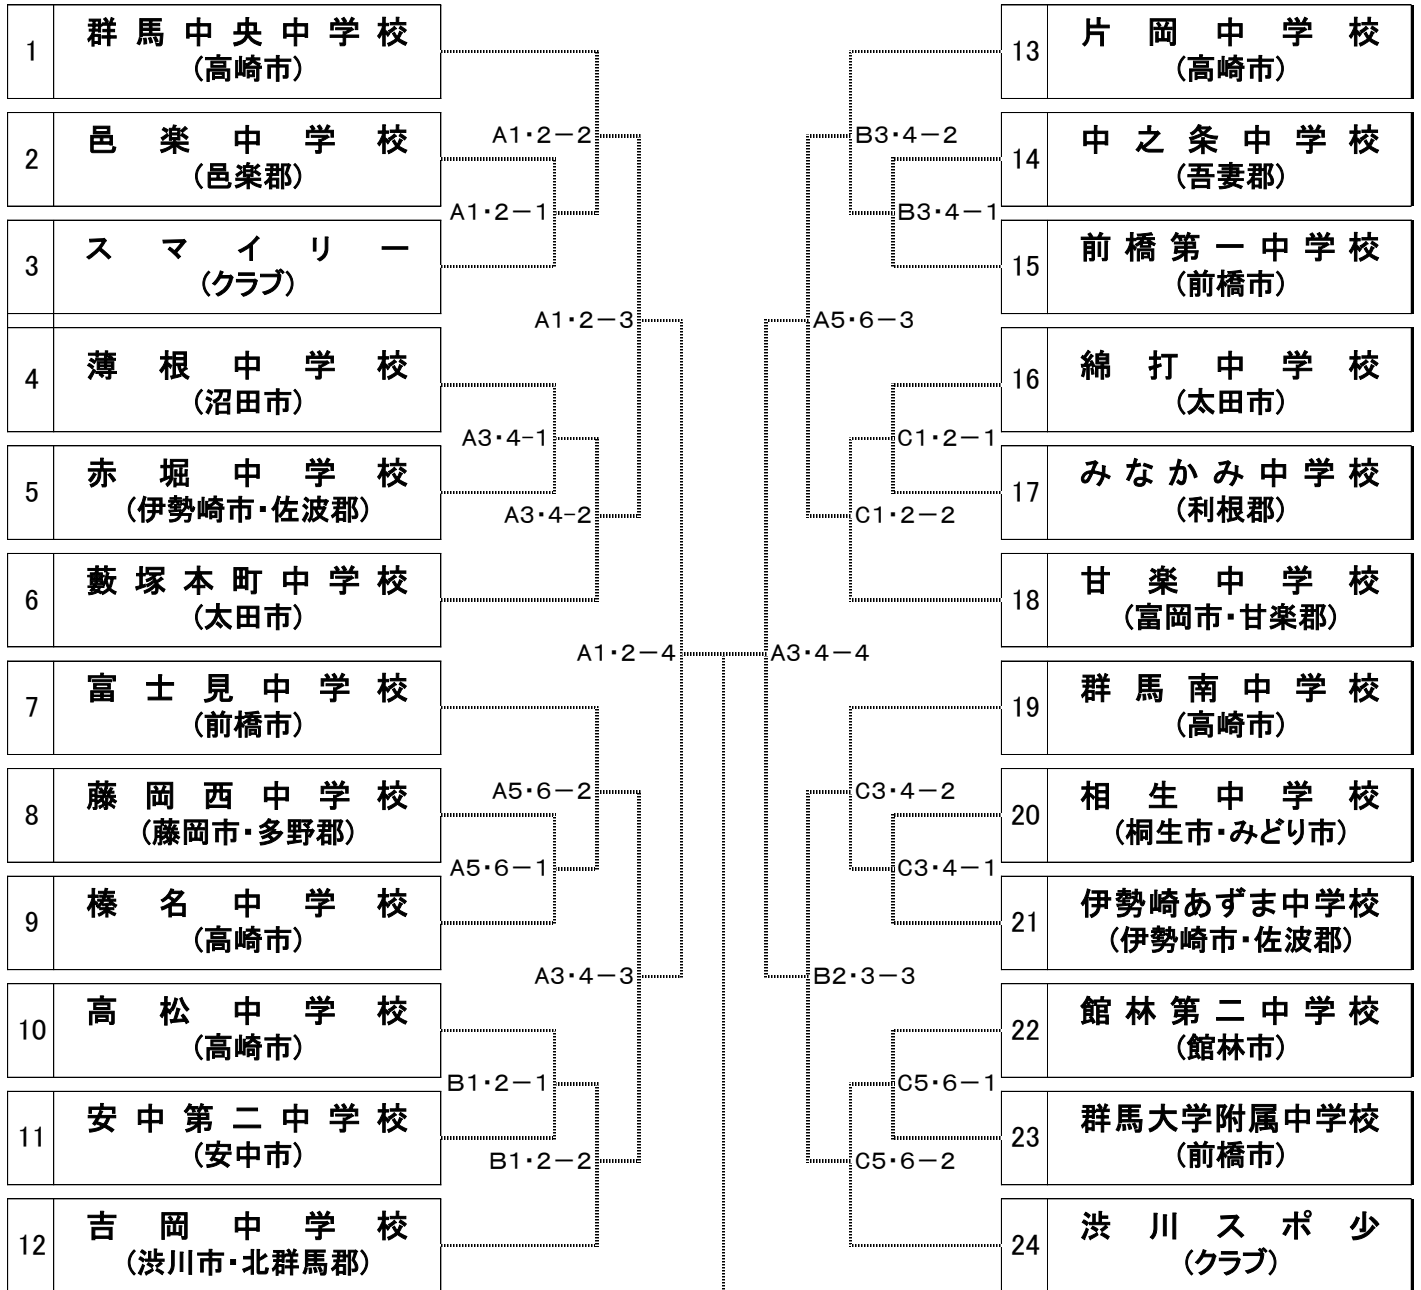 1
群馬中央中学校
(高崎市)
2
邑楽中学校
(邑楽郡)
3
スマイリー
(クラブ)
4
薄根中学校
(沼田市)
5
赤堀中学校
(伊勢崎市・佐波郡)
6
藪塚本町中学校
(太田市)
7
富士見中学校
(前橋市)
8
藤岡西中学校
(藤岡市・多野郡)
9
榛名中学校
(高崎市)
10
高松中学校
(高崎市)
11
安中第二中学校
(安中市)
12
吉岡中学校
(渋川市・北群馬郡)
A1・2−2
A1・2−1
A1・2−3
A3・4-1
A3・4-2
A1・2−4
A5・6−2
A5・6−1
A3・4−3
B1・2−1
B1・2−2
B3・4−2
B3・4−1
A5・6−3
C1・2−1
C1・2−2
A3・4−4
C3・4−2
C3・4−1
B2・3−3
C5・6−1
C5・6−2
13
片岡中学校
(高崎市)
14
中之条中学校
(吾妻郡)
15
前橋第一中学校
(前橋市)
16
綿打中学校
(太田市)
17
みなかみ中学校
(利根郡)
18
甘楽中学校
(富岡市・甘楽郡)
19
群馬南中学校
(高崎市)
20
相生中学校
(桐生市・みどり市)
21
伊勢崎あずま中学校
(伊勢崎市・佐波郡)
22
館林第二中学校
(館林市)
23
群馬大学附属中学校
(前橋市)
24
渋川スポ少
(クラブ)